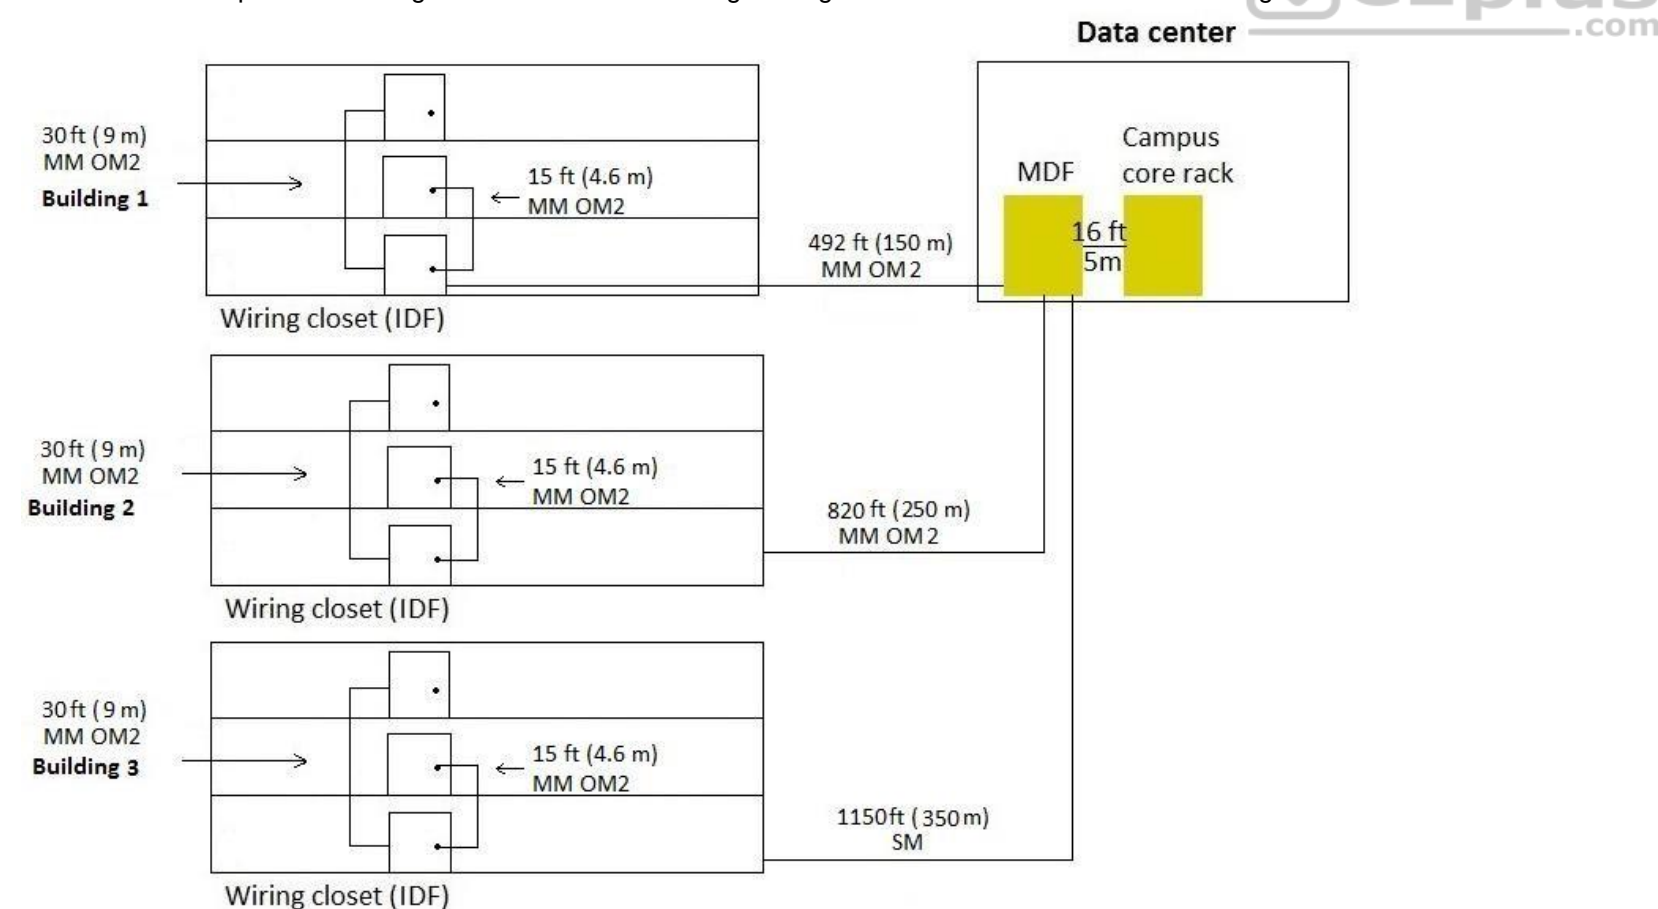 .com
Data center
30 ft ( 9 m)
MM OM2
Building 1
15 ft (4.6 m)
MM OM2
492 ft (150 m)
MM OM 2
MDF
Campus
core rack
16 ft
5m
Wiring closet (IDF)
30 ft ( 9 m)
MM OM2
Building 2
15 ft (4.6 m)
MM OM2
820 ft (250 m)
MM OM 2
Wiring closet (IDF)
30 ft ( 9 m)
MM OM2
Building 3
15 ft (4.6 m)
MM OM2
1150ft ( 350 m)
SM
Wiring closet (IDF)